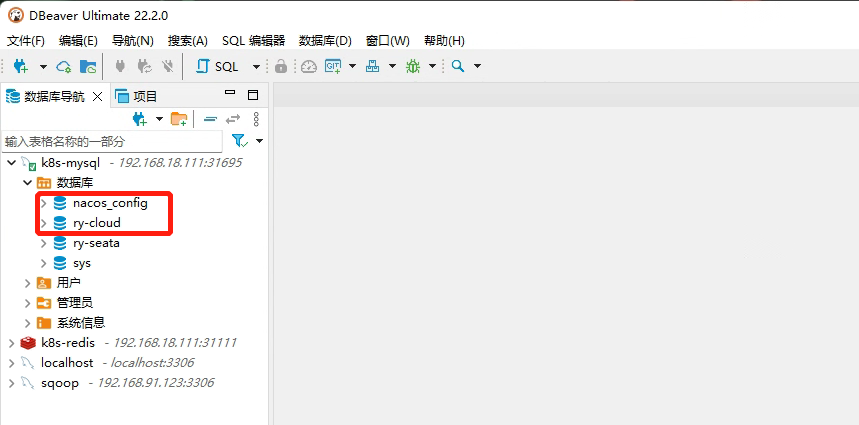 DBeaver Ultimate 22.2.0
文件(F) 编辑(E) 导航(N) 搜索(A) SQL 编辑器 数据库(D) 窗口(W) 帮助(H)
SQL GIT
数据库导航 项目
输入表格名称的一部分
k8s-mysql - 192.168.18.111:31695
数据库
nacos_config
ry-cloud
ry-seata
sys
用户
管理员
系统信息
k8s-redis - 192.168.18.111:31111
localhost - localhost:3306
sqoop - 192.168.91.123:3306